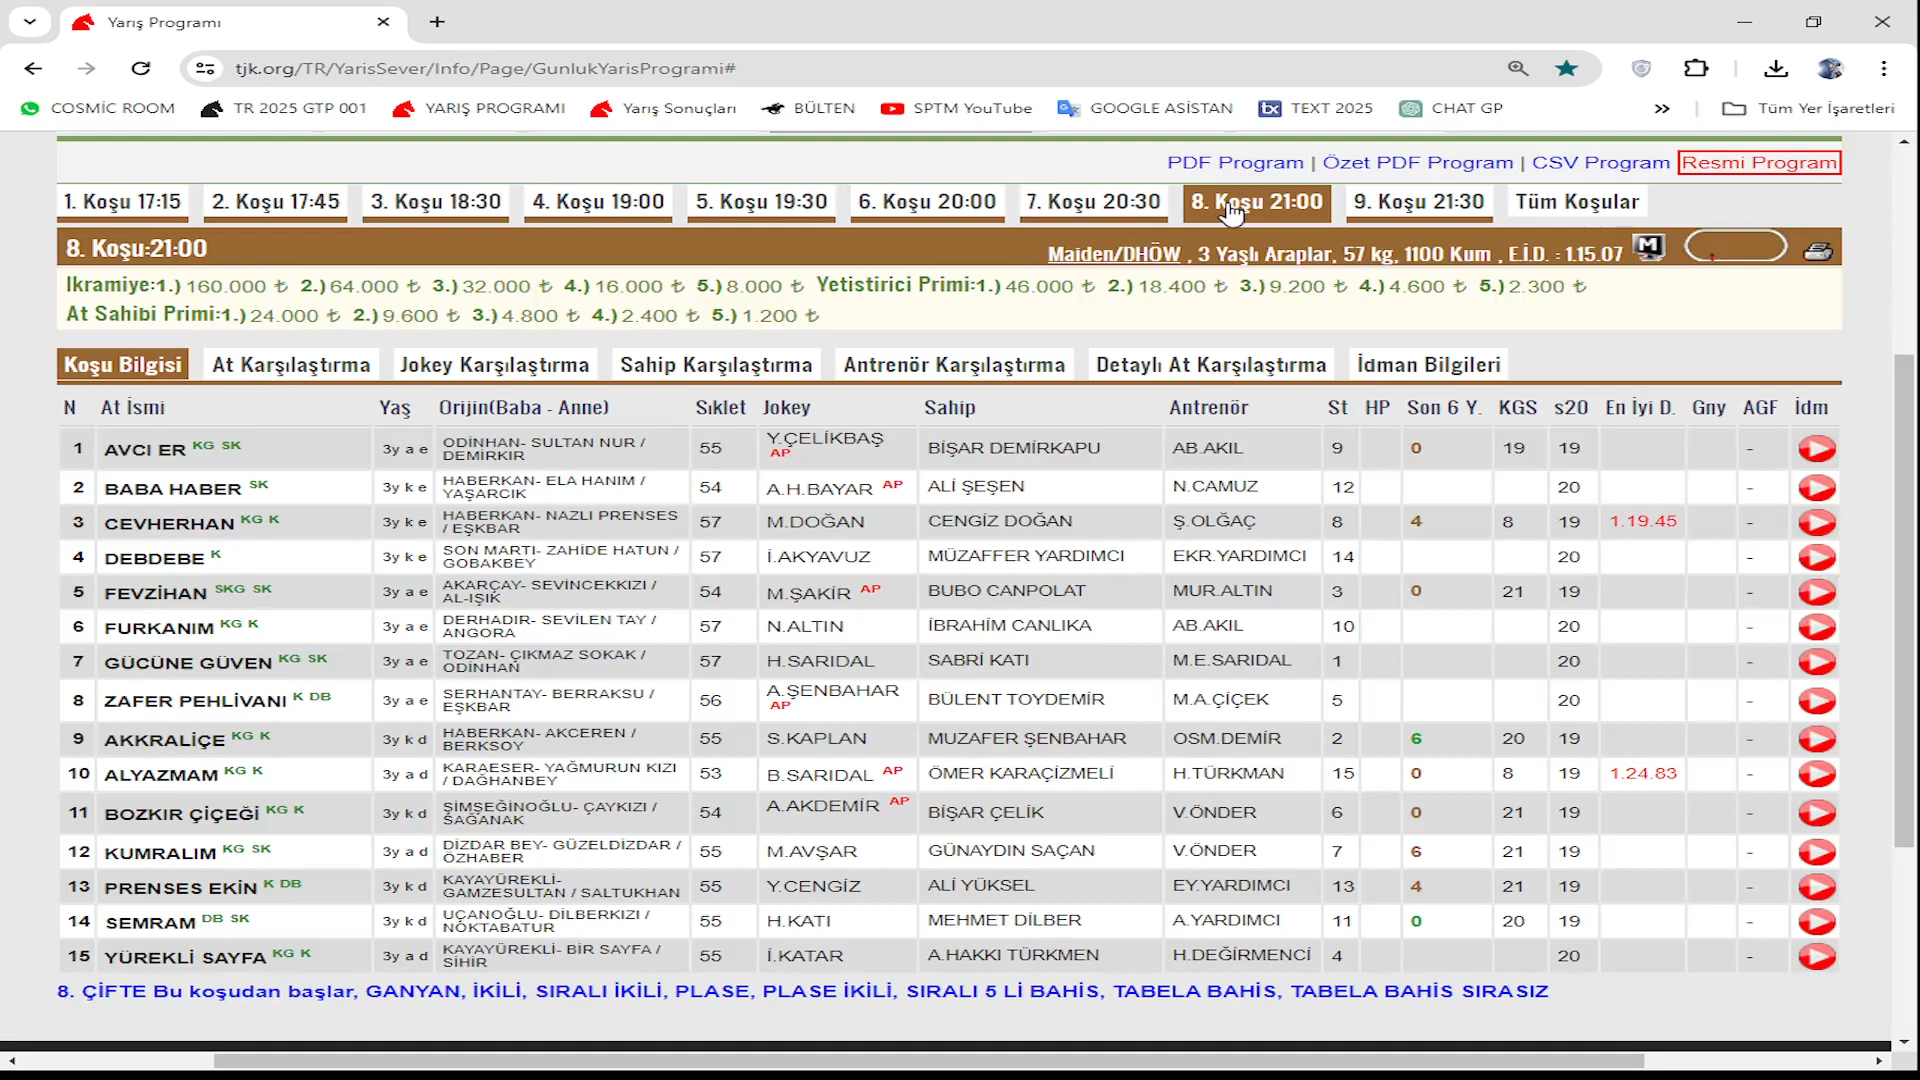 Yarış Programı
tjk.org/TR/YarisSever/Info/Page/GunlukYarisProgrami#
COSMİC ROOM TR 2025 GTP 001 YARIŞ PROGRAMI Yarış Sonuçları BÜLTEN SPTM YouTube GOOGLE ASİSTAN TEXT 2025 CHAT GP » Tüm Yer İşaretleri
PDF Program | Özet PDF Program | CSV Program Resmi Program
1. Koşu 17:15 2. Koşu 17:45 3. Koşu 18:30 4. Koşu 19:00 5. Koşu 19:30 6. Koşu 20:00 7. Koşu 20:30 8. Koşu 21:00 9. Koşu 21:30 Tüm Koşular
8. Koşu:21:00 Maiden/DHÖW , 3 Yaşlı Araplar, 57 kg, 1100 Kum , E.İ.D. : 1.15.07
Ikramiye:1.) 160.000 ₺ 2.) 64.000 ₺ 3.) 32.000 ₺ 4.) 16.000 ₺ 5.) 8.000 ₺ Yetistirici Primi:1.) 46.000 ₺ 2.) 18.400 ₺ 3.) 9.200 ₺ 4.) 4.600 ₺ 5.) 2.300 ₺
At Sahibi Primi:1.) 24.000 ₺ 2.) 9.600 ₺ 3.) 4.800 ₺ 4.) 2.400 ₺ 5.) 1.200 ₺
Koşu Bilgisi At Karşılaştırma Jokey Karşılaştırma Sahip Karşılaştırma Antrenör Karşılaştırma Detaylı At Karşılaştırma İdman Bilgileri
N At İsmi Yaş Orijin(Baba - Anne) Sıklet Jokey Sahip Antrenör St HP Son 6 Y. KGS s20 En İyi D. Gny AGF İdm
1 AVCI ER KG SK 3y a e ODİNHAN- SULTAN NUR / DEMİRKIR 55 Y.ÇELİKBAŞ AP BİŞAR DEMİRKAPU AB.AKIL 9 0 19 19 -
2 BABA HABER SK 3y k e HABERKAN- ELA HANIM / YAŞARCIK 54 A.H.BAYAR AP ALİ ŞEŞEN N.CAMUZ 12 20 -
3 CEVHERHAN KG K 3y k e HABERKAN- NAZLI PRENSES / EŞKBAR 57 M.DOĞAN CENGİZ DOĞAN Ş.OLĞAÇ 8 4 8 19 1.19.45 -
4 DEBDEBE K 3y k e SON MARTI- ZAHİDE HATUN / GOBAKBEY 57 İ.AKYAVUZ MÜZAFFER YARDIMCI EKR.YARDIMCI 14 20 -
5 FEVZİHAN SKG SK 3y a e AKARÇAY- SEVİNCEKKIZI / AL-IŞIK 54 M.ŞAKİR AP BUBO CANPOLAT MUR.ALTIN 3 0 21 19 -
6 FURKANIM KG K 3y a e DERHADIR- SEVİLEN TAY / ANGORA 57 N.ALTIN İBRAHİM CANLIKA AB.AKIL 10 20 -
7 GÜCÜNE GÜVEN KG SK 3y a e TOZAN- ÇIKMAZ SOKAK / ODİNHAN 57 H.SARIDAL SABRİ KATI M.E.SARIDAL 1 20 -
8 ZAFER PEHLİVANI K DB 3y a e SERHANTAY- BERRAKSU / EŞKBAR 56 A.ŞENBAHAR AP BÜLENT TOYDEMİR M.A.ÇİÇEK 5 20 -
9 AKKRALİÇE KG K 3y k d HABERKAN- AKCEREN / BERKSOY 55 S.KAPLAN MUZAFER ŞENBAHAR OSM.DEMİR 2 6 20 19 -
10 ALYAZMAM KG K 3y a d KARAESER- YAĞMURUN KIZI / DAĞHANBEY 53 B.SARIDAL AP ÖMER KARAÇİZMELİ H.TÜRKMAN 15 0 8 19 1.24.83 -
11 BOZKIR ÇİÇEĞİ KG K 3y k d ŞİMŞEĞİNOĞLU- ÇAYKIZI / SAĞANAK 54 A.AKDEMİR AP BİŞAR ÇELİK V.ÖNDER 6 0 21 19 -
12 KUMRALIM KG SK 3y a d DİZDAR BEY- GÜZELDİZDAR / ÖZHABER 55 M.AVŞAR GÜNAYDIN SAÇAN V.ÖNDER 7 6 21 19 -
13 PRENSES EKİN K DB 3y k d KAYAYÜREKLİ- GAMZESULTAN / SALTUKHAN 55 Y.CENGİZ ALİ YÜKSEL EY.YARDIMCI 13 4 21 19 -
14 SEMRAM DB SK 3y k d UÇANOĞLU- DİLBERKIZI / NOKTABATUR 55 H.KATI MEHMET DİLBER A.YARDIMCI 11 0 20 19 -
15 YÜREKLİ SAYFA KG K 3y a d KAYAYÜREKLİ- BİR SAYFA / SİHİR 55 İ.KATAR A.HAKKI TÜRKMEN H.DEĞİRMENCİ 4 20 -
8. ÇİFTE Bu koşudan başlar, GANYAN, İKİLİ, SIRALI İKİLİ, PLASE, PLASE İKİLİ, SIRALI 5 Lİ BAHİS, TABELA BAHİS, TABELA BAHİS SIRASIZ